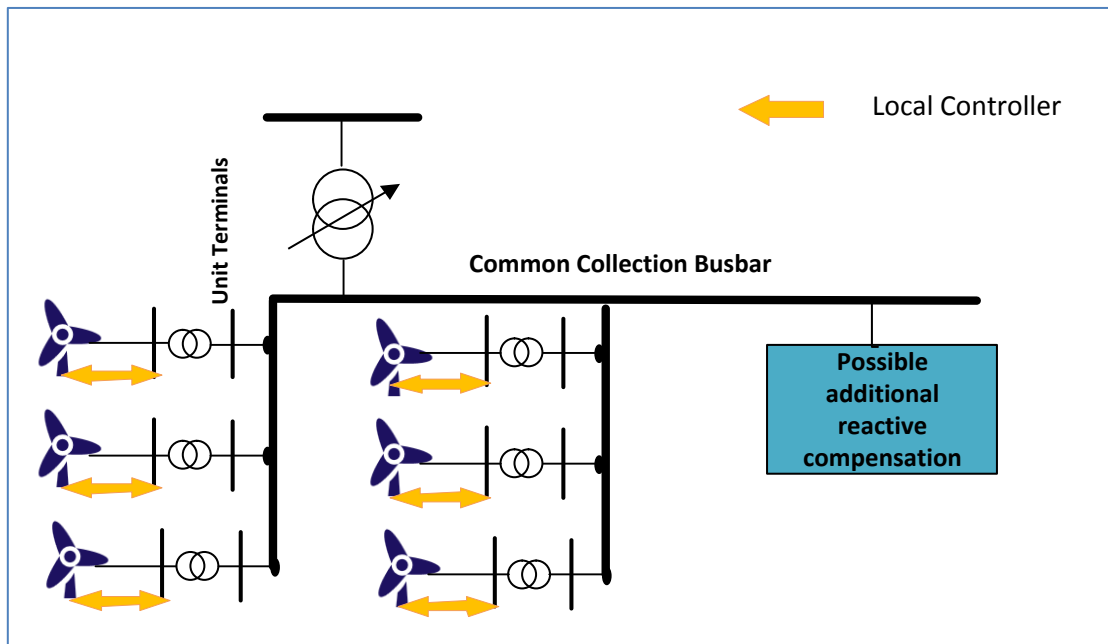 Local Controller
Unit Terminals
Common Collection Busbar
Possible
additional
reactive
compensation